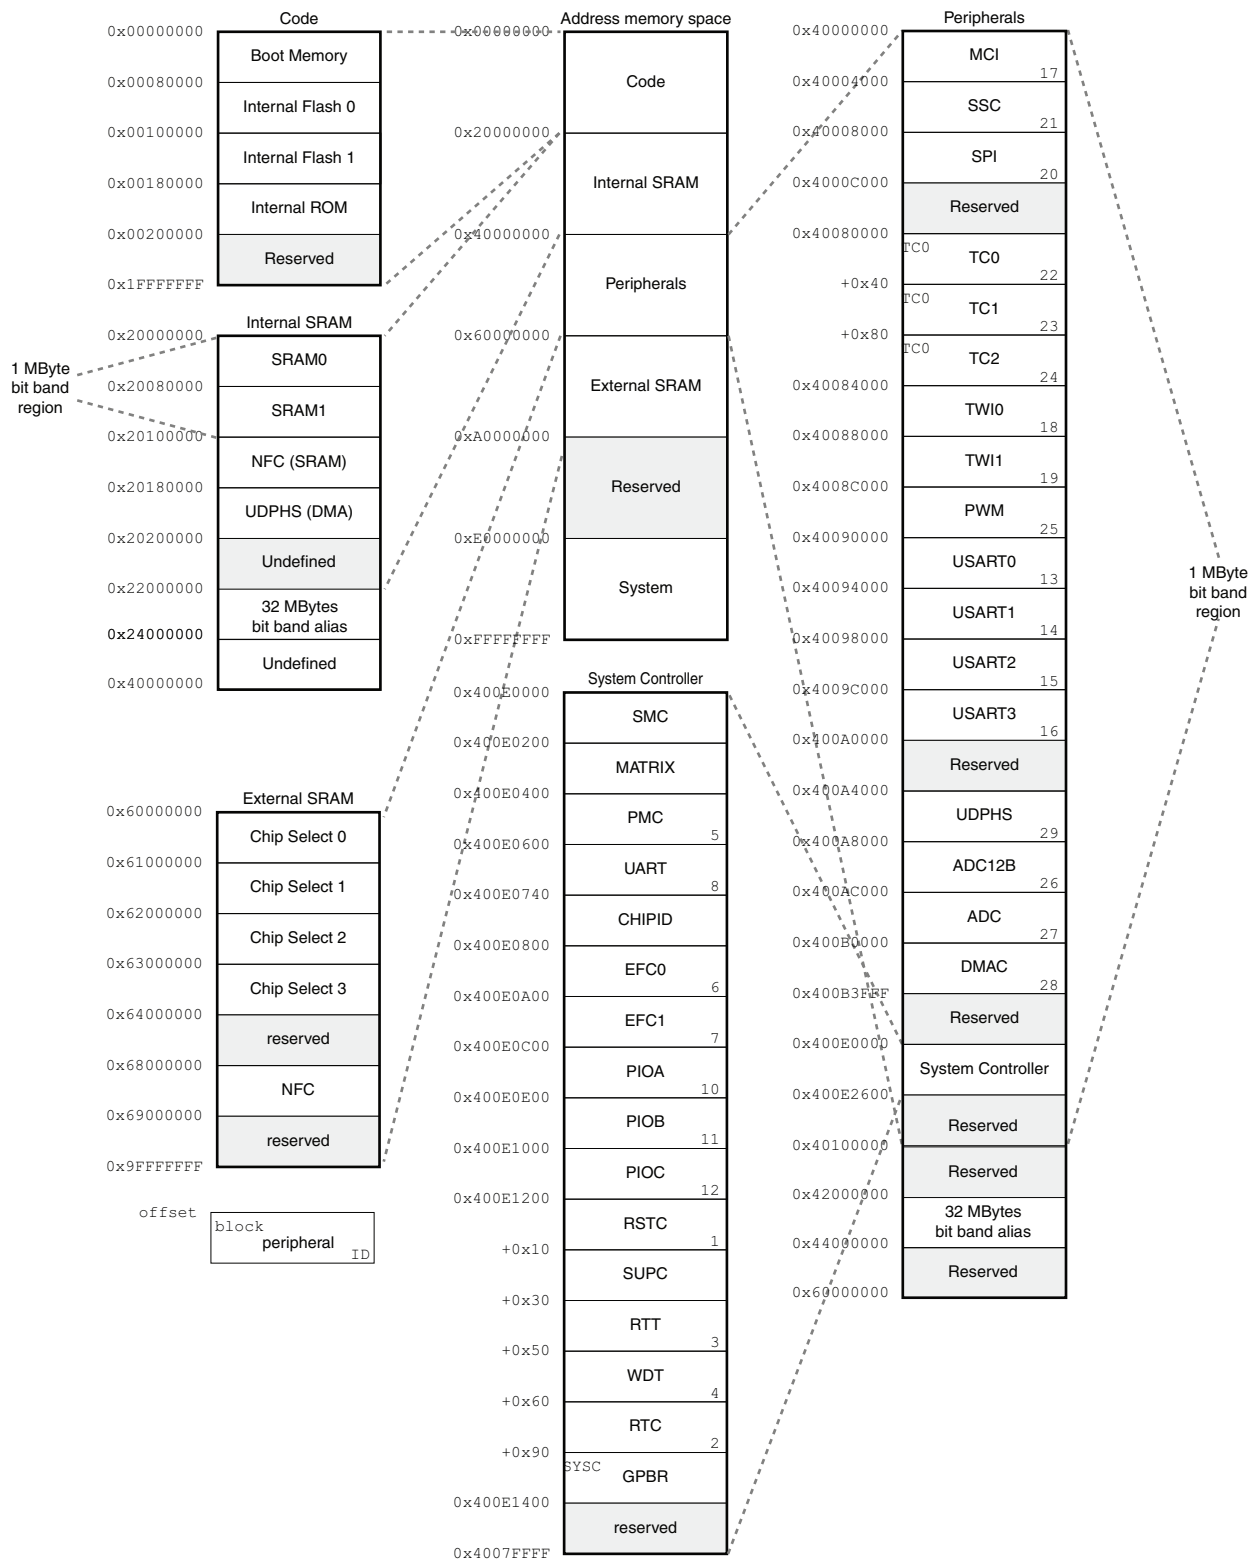 Code
0x00000000
Boot Memory
0x00080000
Internal Flash 0
0x00100000
Internal Flash 1
0x00180000
Internal ROM
0x00200000
Reserved
0x1FFFFFFF
Internal SRAM
0x20000000
SRAM0
0x20080000
SRAM1
0x20100000
NFC (SRAM)
0x20180000
UDPHS (DMA)
0x20200000
Undefined
0x22000000
32 MBytes
bit band alias
0x24000000
Undefined
0x40000000
1 MByte
bit band
region
External SRAM
0x60000000
Chip Select 0
0x61000000
Chip Select 1
0x62000000
Chip Select 2
0x63000000
Chip Select 3
0x64000000
reserved
0x68000000
NFC
0x69000000
reserved
0x9FFFFFFF
offset
block
peripheral
ID
Address memory space
0x00000000
Code
0x20000000
Internal SRAM
0x40000000
Peripherals
0x60000000
External SRAM
0xA0000000
Reserved
0xE0000000
System
0xFFFFFFFF
System Controller
0x400E0000
SMC
0x400E0200
MATRIX
0x400E0400
PMC
5
0x400E0600
UART
8
0x400E0740
CHIPID
0x400E0800
EFC0
6
0x400E0A00
EFC1
7
0x400E0C00
PIOA
10
0x400E0E00
PIOB
11
0x400E1000
PIOC
12
0x400E1200
RSTC
1
+0x10
SUPC
+0x30
RTT
3
+0x50
WDT
4
+0x60
RTC
2
+0x90
SYSC
GPBR
0x400E1400
reserved
0x4007FFFF
Peripherals
0x40000000
MCI
17
0x40004000
SSC
21
0x40008000
SPI
20
0x4000C000
Reserved
0x40080000
TC0
TC0
22
+0x40
TC0
TC1
23
+0x80
TC0
TC2
24
0x40084000
TWI0
18
0x40088000
TWI1
19
0x4008C000
PWM
25
0x40090000
USART0
13
0x40094000
USART1
14
0x40098000
USART2
15
0x4009C000
USART3
16
0x400A0000
Reserved
0x400A4000
UDPHS
29
0x400A8000
ADC12B
26
0x400AC000
ADC
27
0x400B0000
DMAC
28
0x400B3FFF
Reserved
0x400E0000
System Controller
0x400E2600
Reserved
0x40100000
Reserved
0x42000000
32 MBytes
bit band alias
0x44000000
Reserved
0x60000000
1 MByte
bit band
region